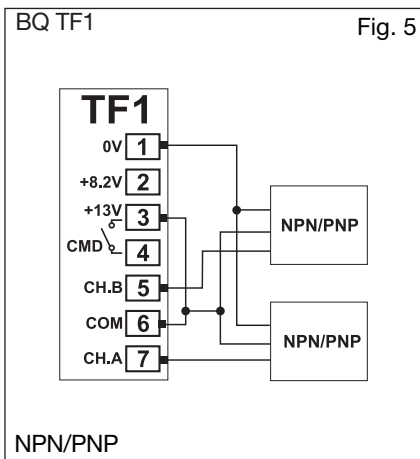 BQ TF1
Fig. 5
TF1
0V 1
+8.2V 2
+13V 3
CMD 4
CH.B 5
COM 6
CH.A 7
NPN/PNP
NPN/PNP
NPN/PNP